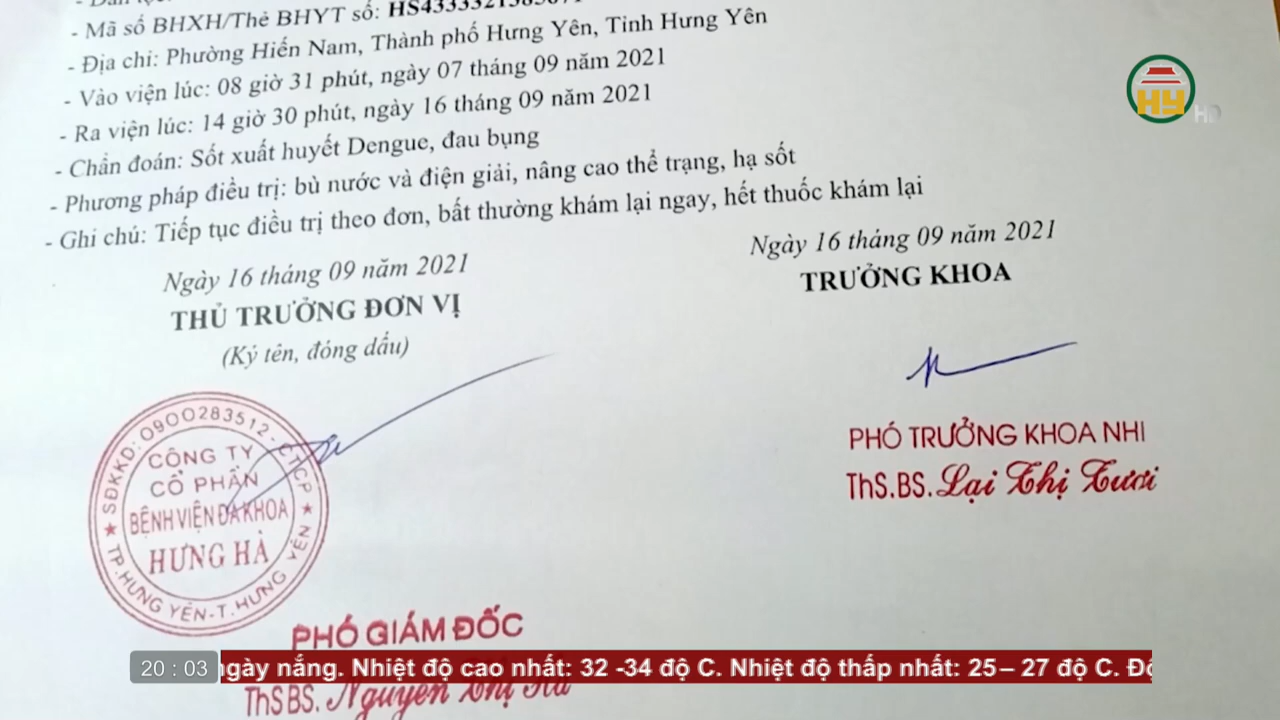 - Mã số BHXH/Thẻ BHYT số:
- Địa chỉ: Phường Hiến Nam, Thành phố Hưng Yên, Tỉnh Hưng Yên
- Vào viện lúc: 08 giờ 31 phút, ngày 07 tháng 09 năm 2021
- Ra viện lúc: 14 giờ 30 phút, ngày 16 tháng 09 năm 2021
- Chẩn đoán: Sốt xuất huyết Dengue, đau bụng
- Phương pháp điều trị: bù nước và điện giải, nâng cao thể trạng, hạ sốt
- Ghi chú: Tiếp tục điều trị theo đơn, bất thường khám lại ngay, hết thuốc khám lại
Ngày 16 tháng 09 năm 2021
THỦ TRƯỞNG ĐƠN VỊ
(Ký tên, đóng dấu)
Ngày 16 tháng 09 năm 2021
TRƯỞNG KHOA
SĐKKD: 0900283512 - CTCP
CÔNG TY
CỔ PHẦN
BỆNH VIỆN ĐA KHOA
HƯNG HÀ
TP.HƯNG YÊN-T.HƯNG YÊN
PHÓ TRƯỞNG KHOA NHI
ThS.BS. Lại Thị Tươi
PHÓ GIÁM ĐỐC
ThS BS. Nguyễn Thị
HY HD
20 : 03
ngày nắng. Nhiệt độ cao nhất: 32 -34 độ C. Nhiệt độ thấp nhất: 25 – 27 độ C.